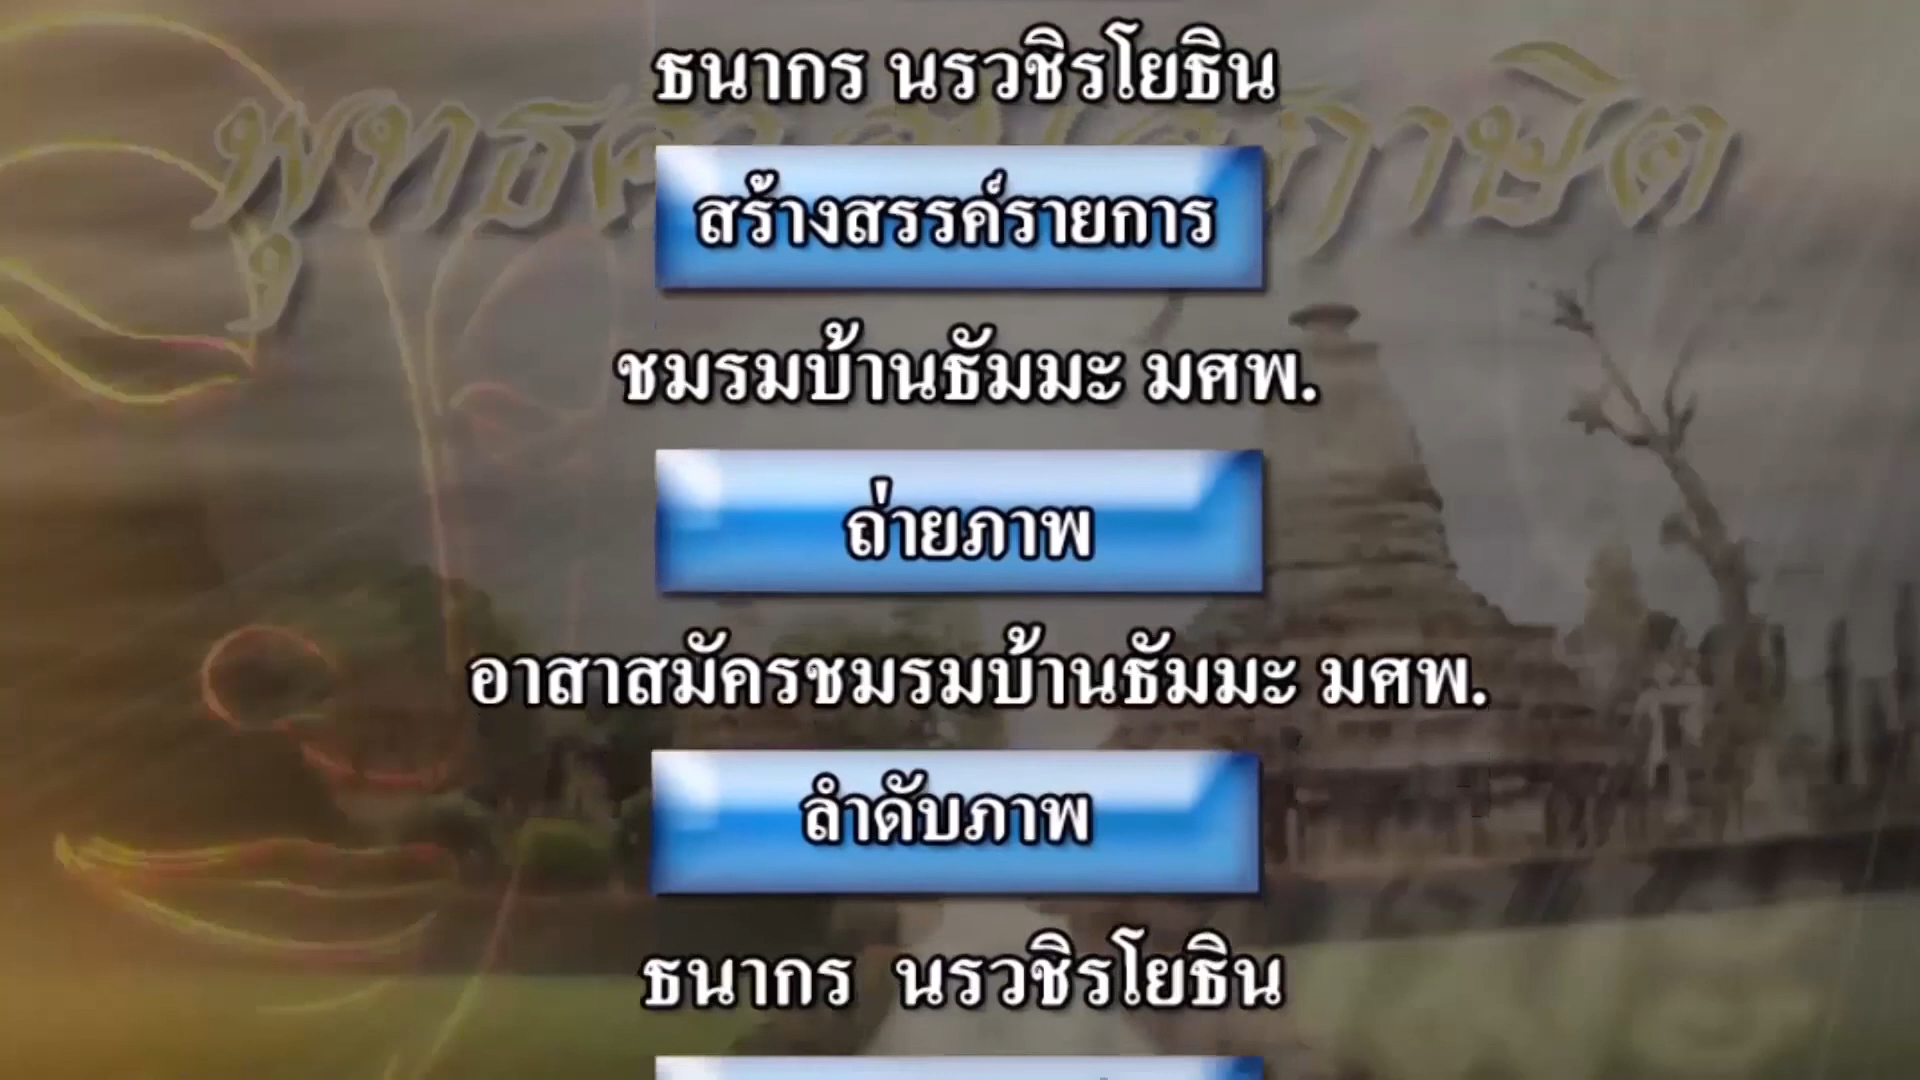 ธนากร นรวชิรโยธิน
สร้างสรรค์รายการ
ชมรมบ้านธัมมะ มศพ.
ถ่ายภาพ
อาสาสมัครชมรมบ้านธัมมะ มศพ.
ลำดับภาพ
ธนากร นรวชิรโยธิน